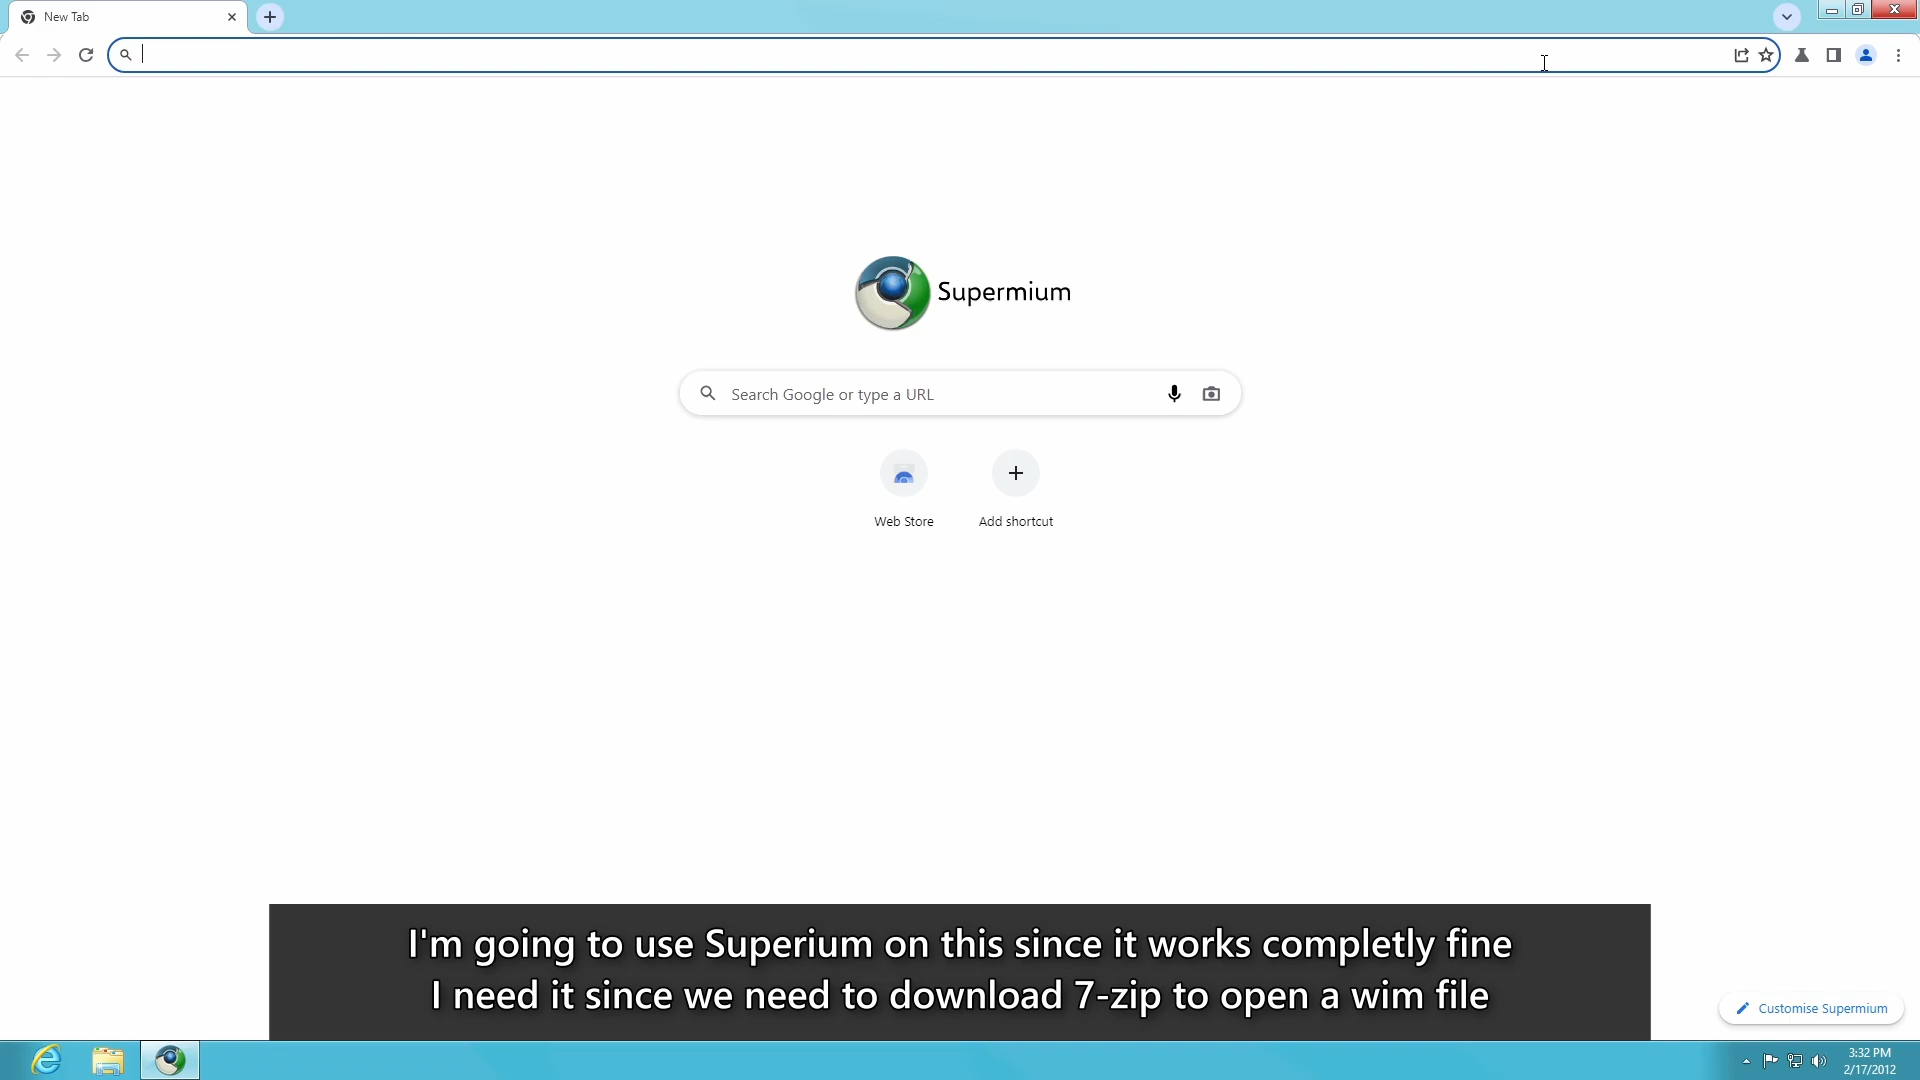 New Tab
Supermium
Search Google or type a URL
Web Store
Add shortcut
I'm going to use Superium on this since it works completly fine
I need it since we need to download 7-zip to open a wim file
Customise Supermium
3:32 PM
2/17/2012